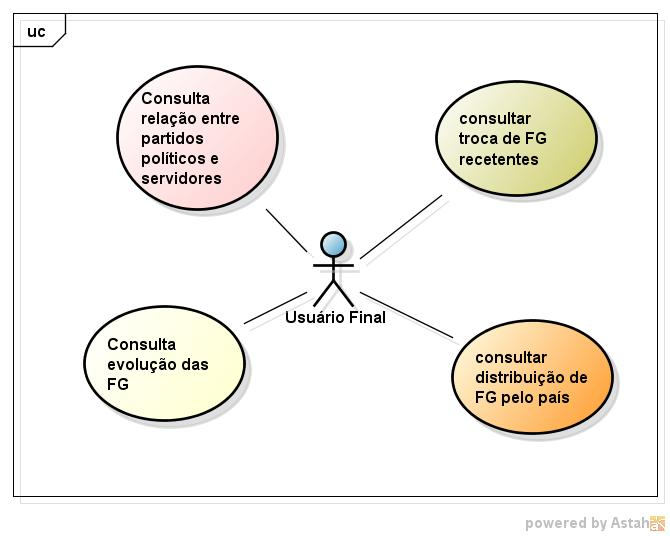 uc
Consulta
relação entre
partidos
políticos e
servidores
consultar
troca de FG
recetentes
Usuário Final
Consulta
evolução das
FG
consultar
distribuição de
FG pelo país
powered by Astah